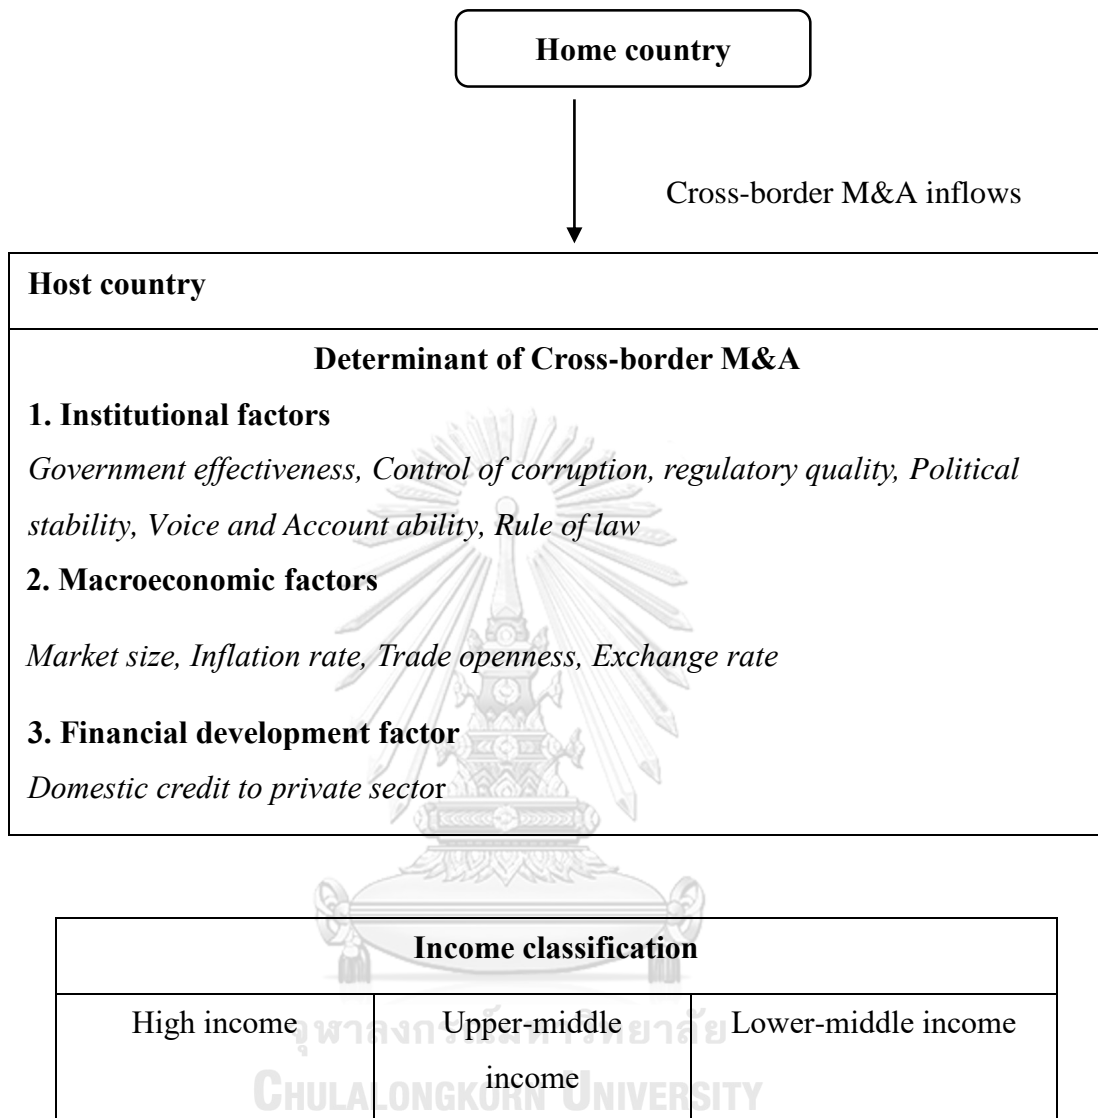 Home country
Cross-border M&A inflows
Host country
Determinant of Cross-border M&A
1. Institutional factors
Government effectiveness, Control of corruption, regulatory quality, Political
stability, Voice and Account ability, Rule of law
2. Macroeconomic factors
Market size, Inflation rate, Trade openness, Exchange rate
3. Financial development factor
Domestic credit to private sector
Income classification
High income
Upper-middle
income
Lower-middle income
จุฬาลงกรณ์มหาวิทยาลัย
CHULALONGKORN UNIVERSITY